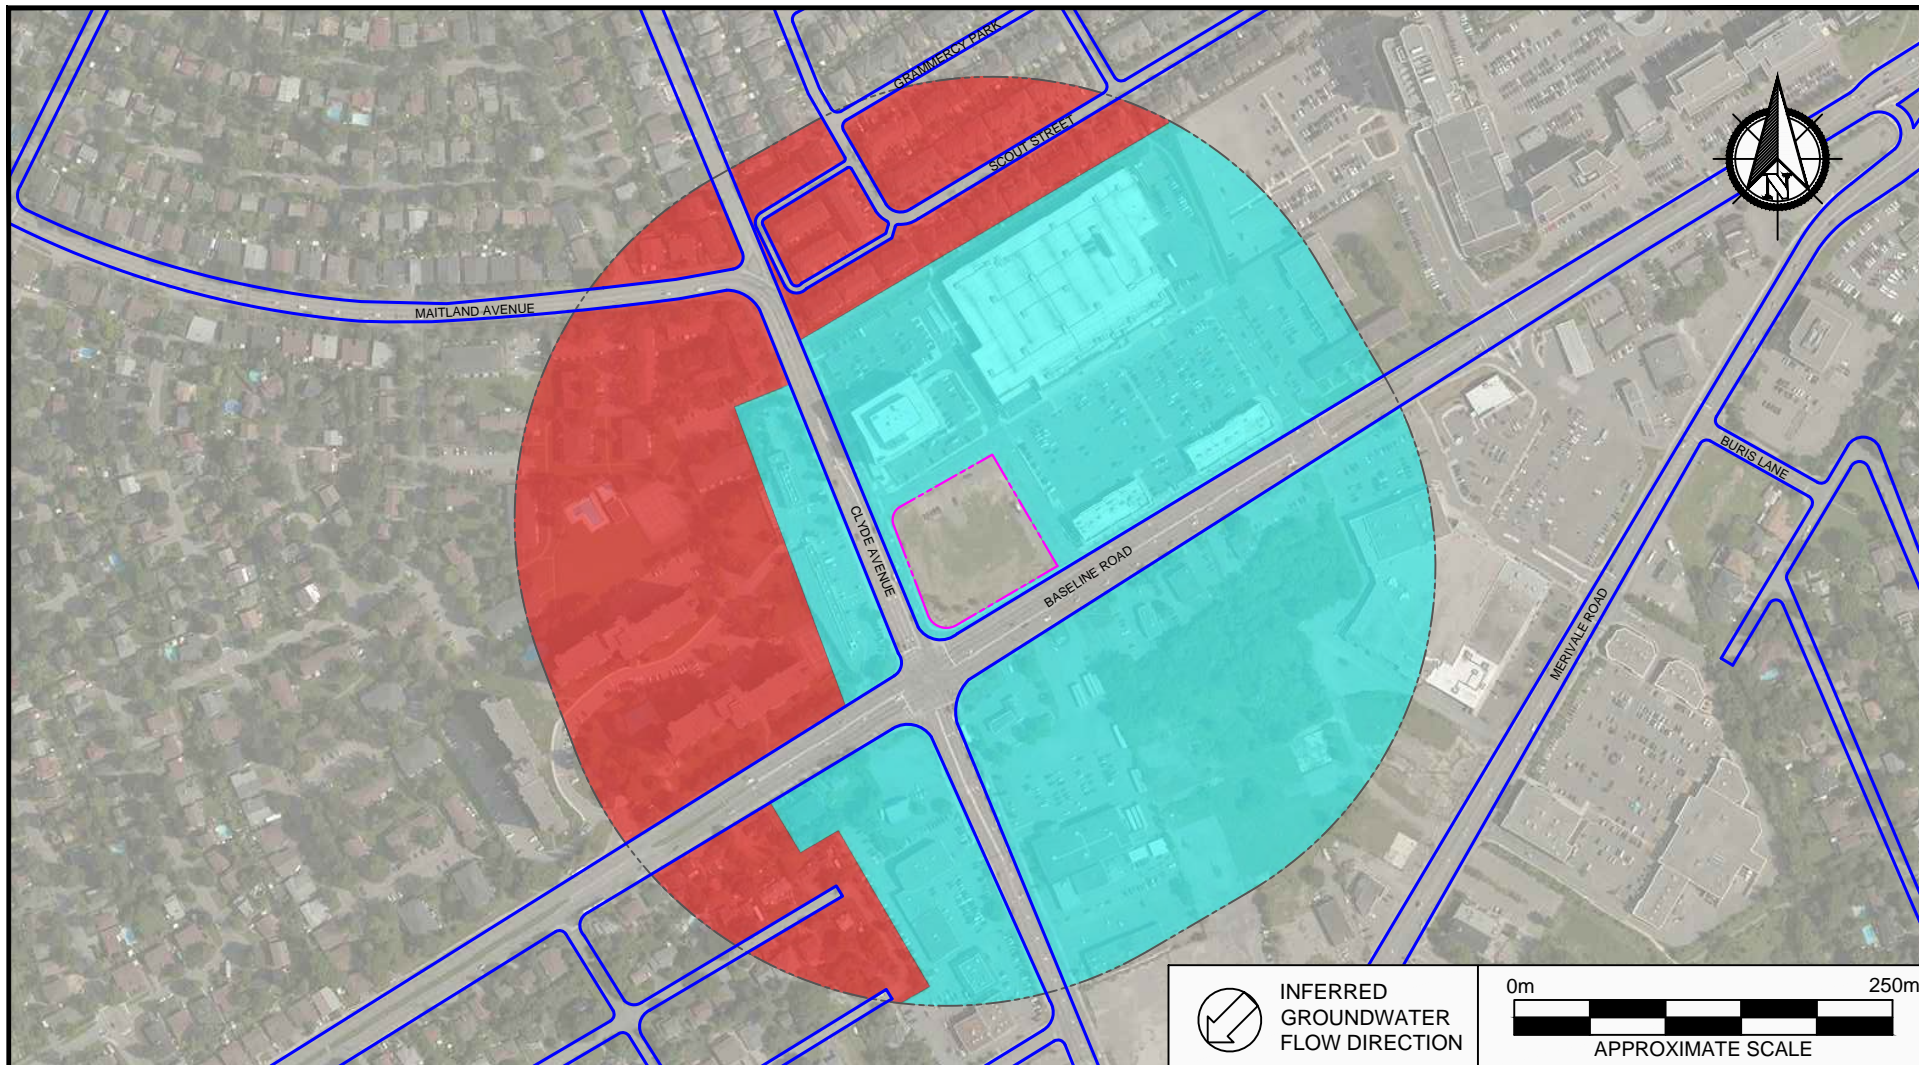 GRAMMERCY PARK
SCOUT STREET
N
MAITLAND AVENUE
BURIS LANE
CLYDE AVENUE
BASELINE ROAD
MERIVALE ROAD
INFERRED
GROUNDWATER
FLOW DIRECTION
0m 250m
APPROXIMATE SCALE